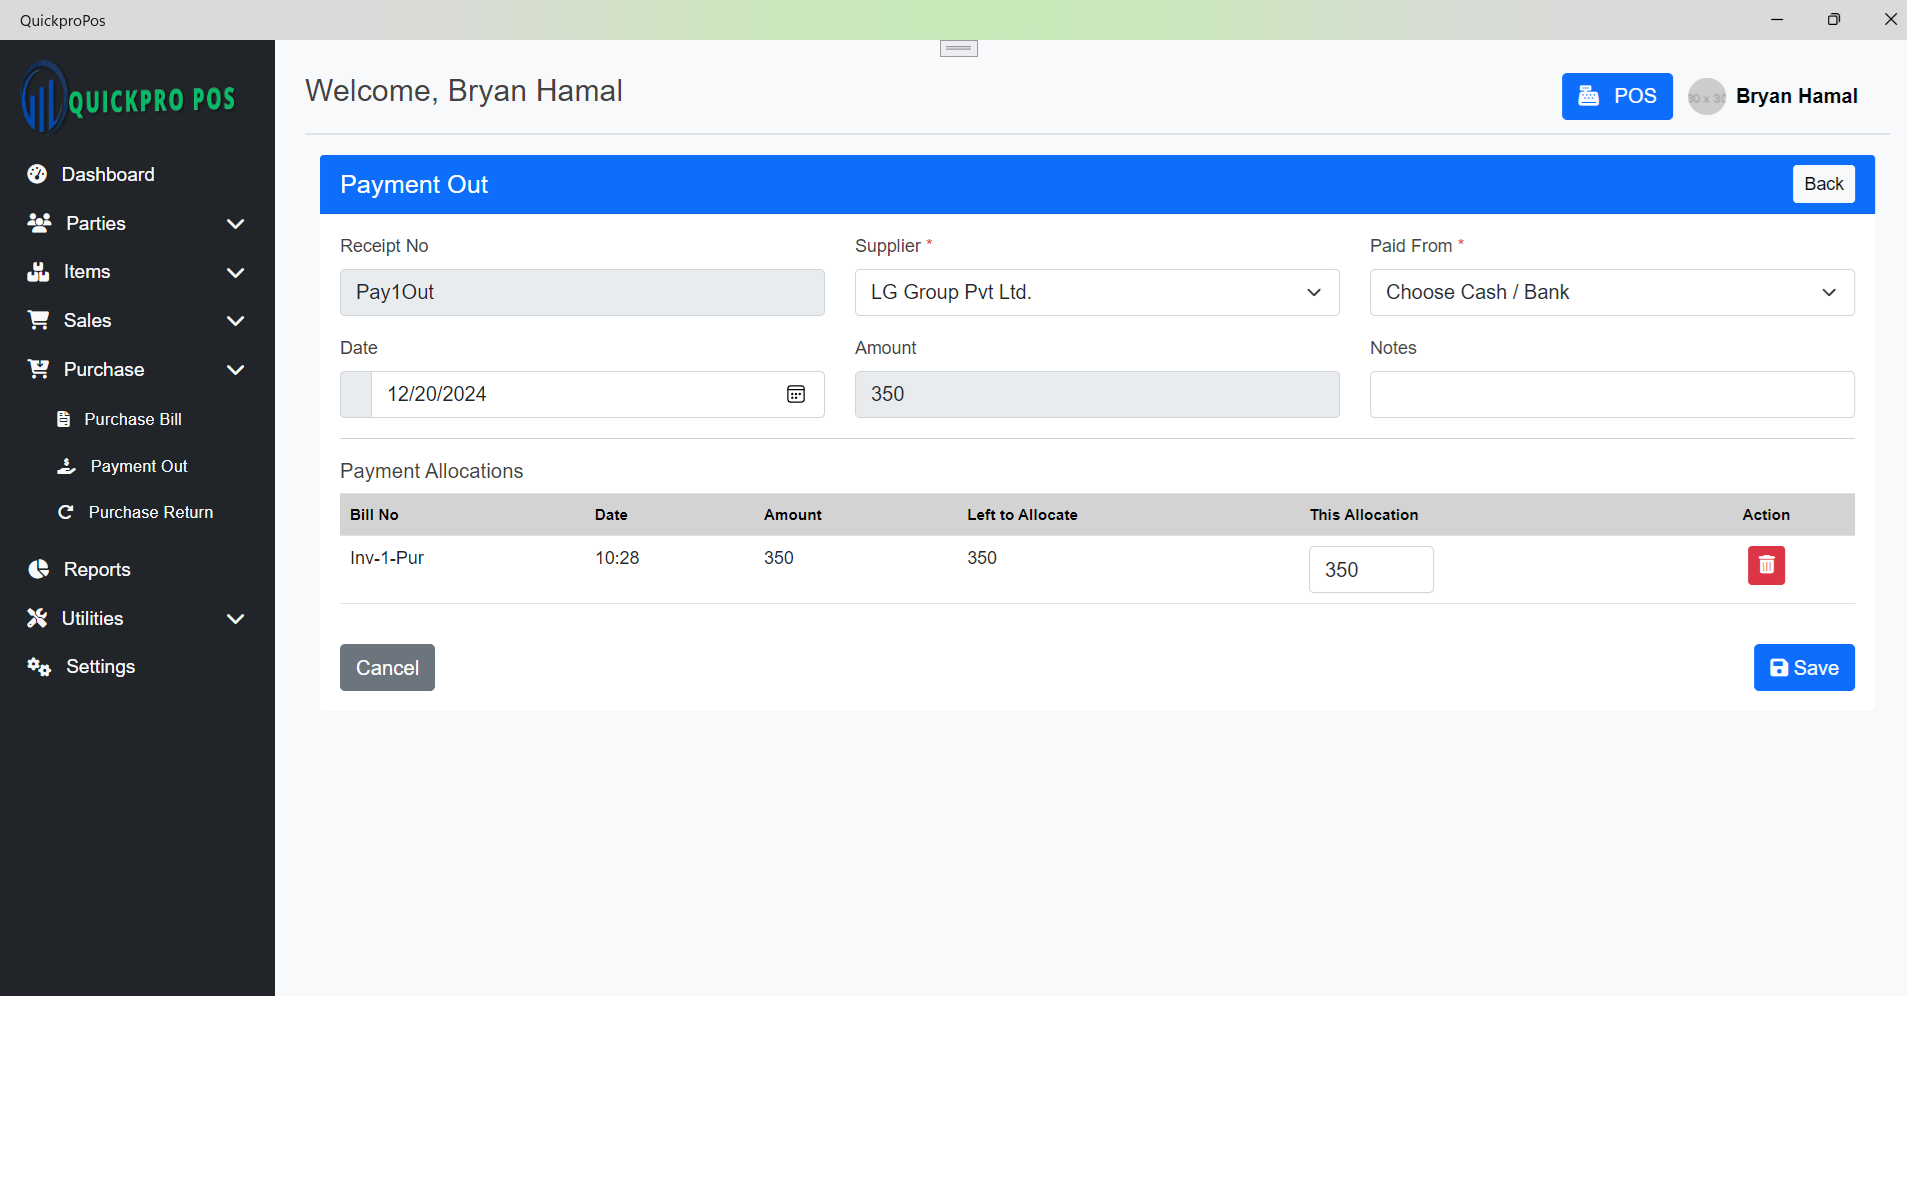 QuickproPos
QUICKPRO POS
Welcome, Bryan Hamal
POS
Bryan Hamal
Dashboard
Parties
Items
Sales
Purchase
Purchase Bill
Payment Out
Purchase Return
Reports
Utilities
Settings
Payment Out
Back
Receipt No
Supplier *
Paid From *
Pay1Out
LG Group Pvt Ltd.
Choose Cash / Bank
Date
Amount
Notes
12/20/2024
350
Payment Allocations
Bill No Date Amount Left to Allocate This Allocation Action
Inv-1-Pur 10:28 350 350 350
Cancel
Save